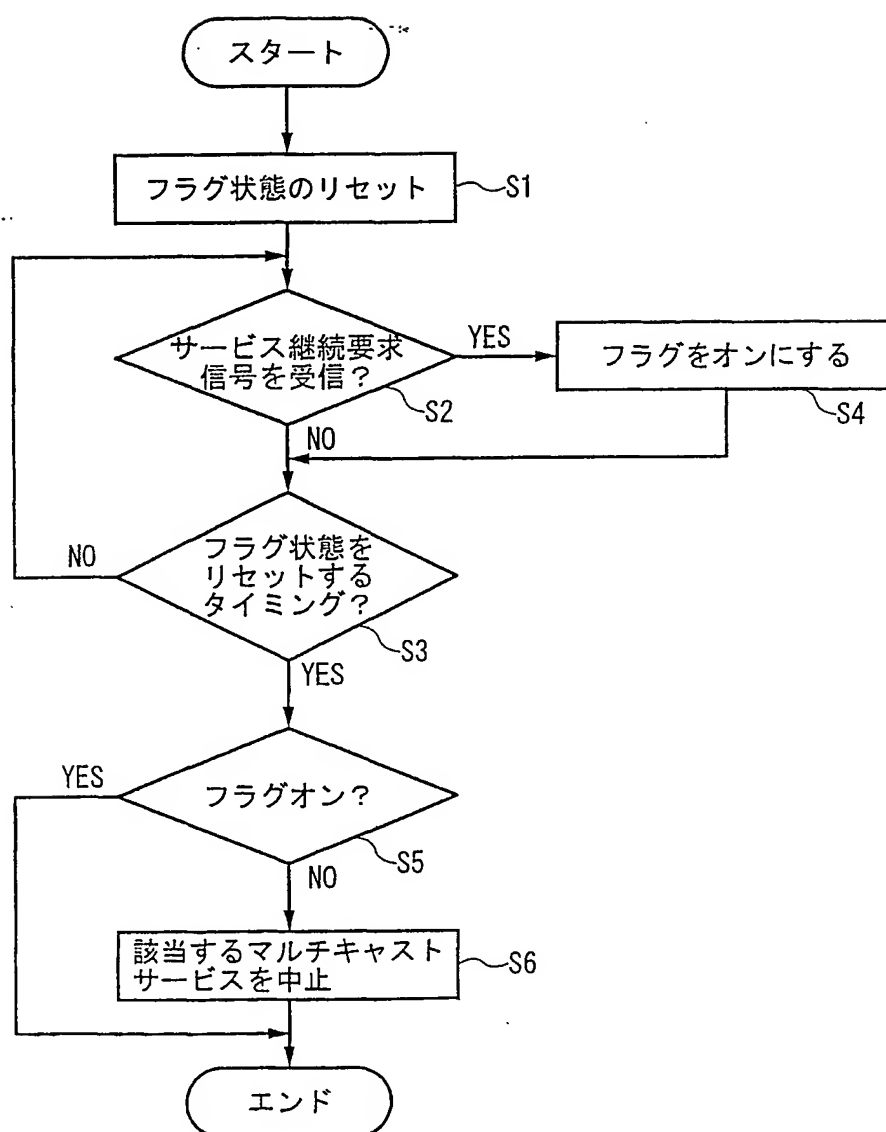 スタート
フラグ状態のリセット
S1
サービス継続要求
信号を受信？
S2
YES
フラグをオンにする
S4
NO
フラグ状態を
リセットする
タイミング？
S3
NO
YES
フラグオン？
S5
YES
NO
該当するマルチキャスト
サービスを中止
S6
エンド